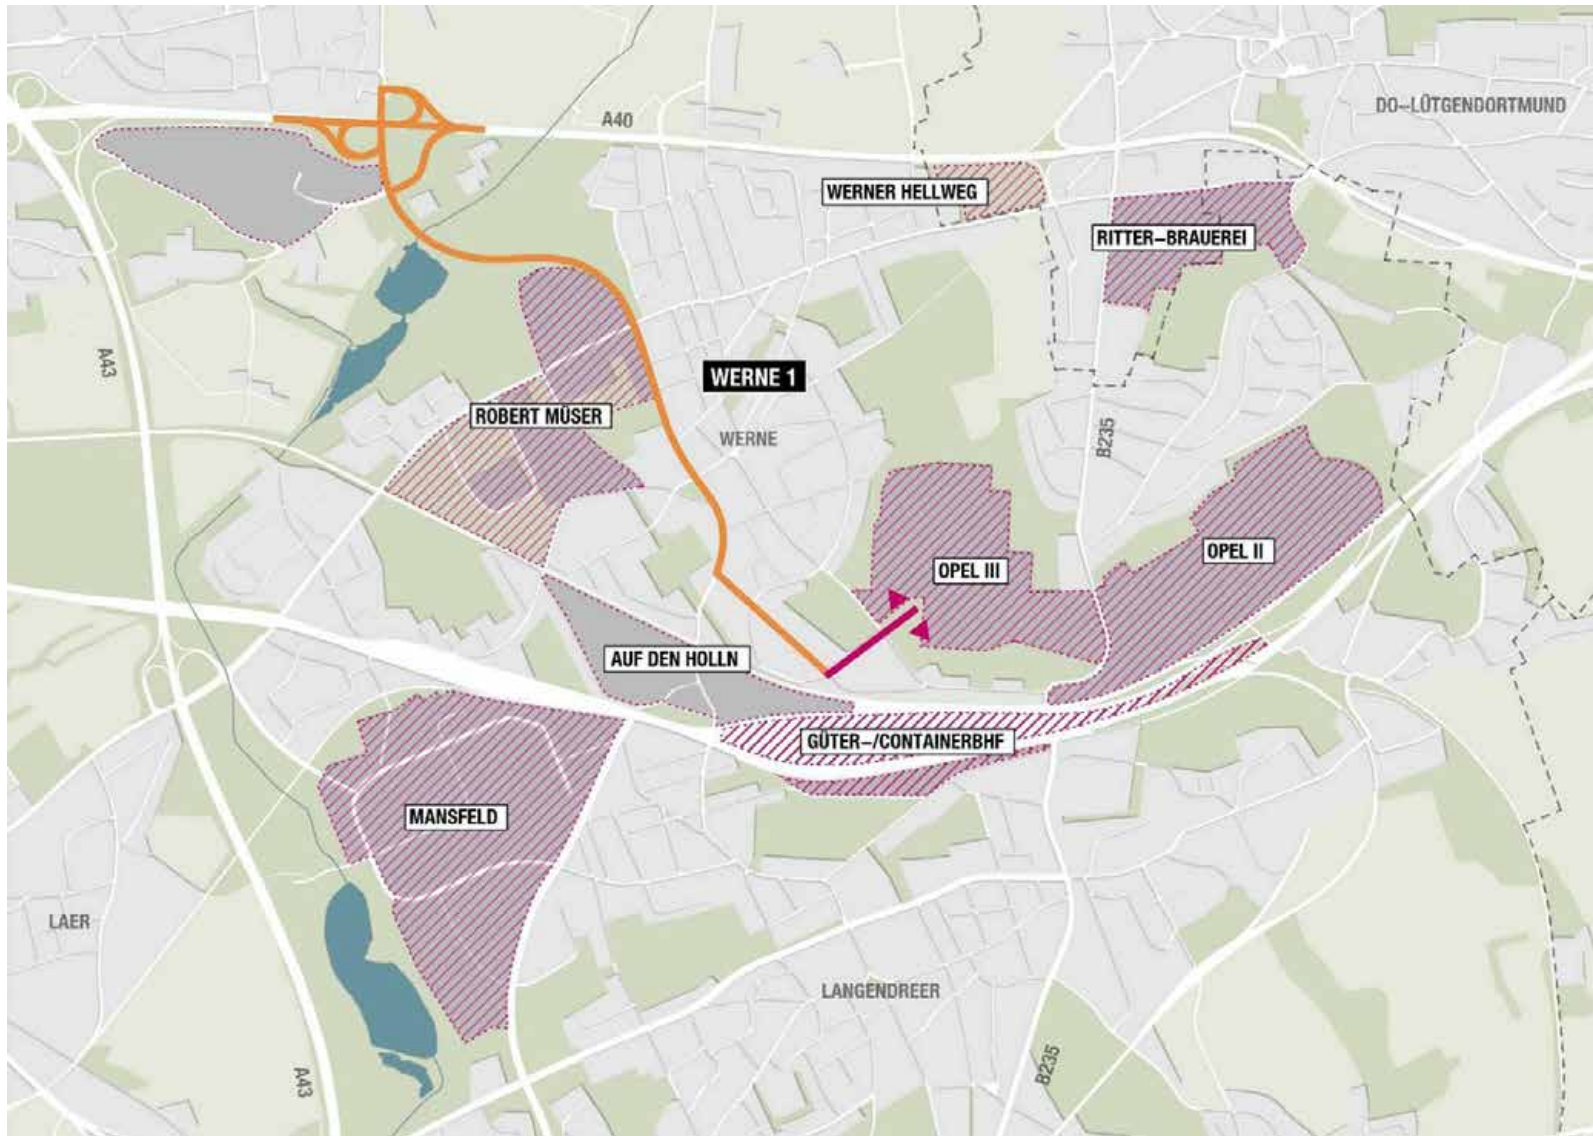 DO–LÜTGENDORTMUND
A40
WERNER HELLWEG
RITTER–BRAUEREI
A43
WERNE 1
ROBERT MÜSER
WERNE
B235
OPEL III
OPEL II
AUF DEN HOLLN
GÜTER–/CONTAINERBHF
MANSFELD
LAER
LANGENDREER
A43
B235